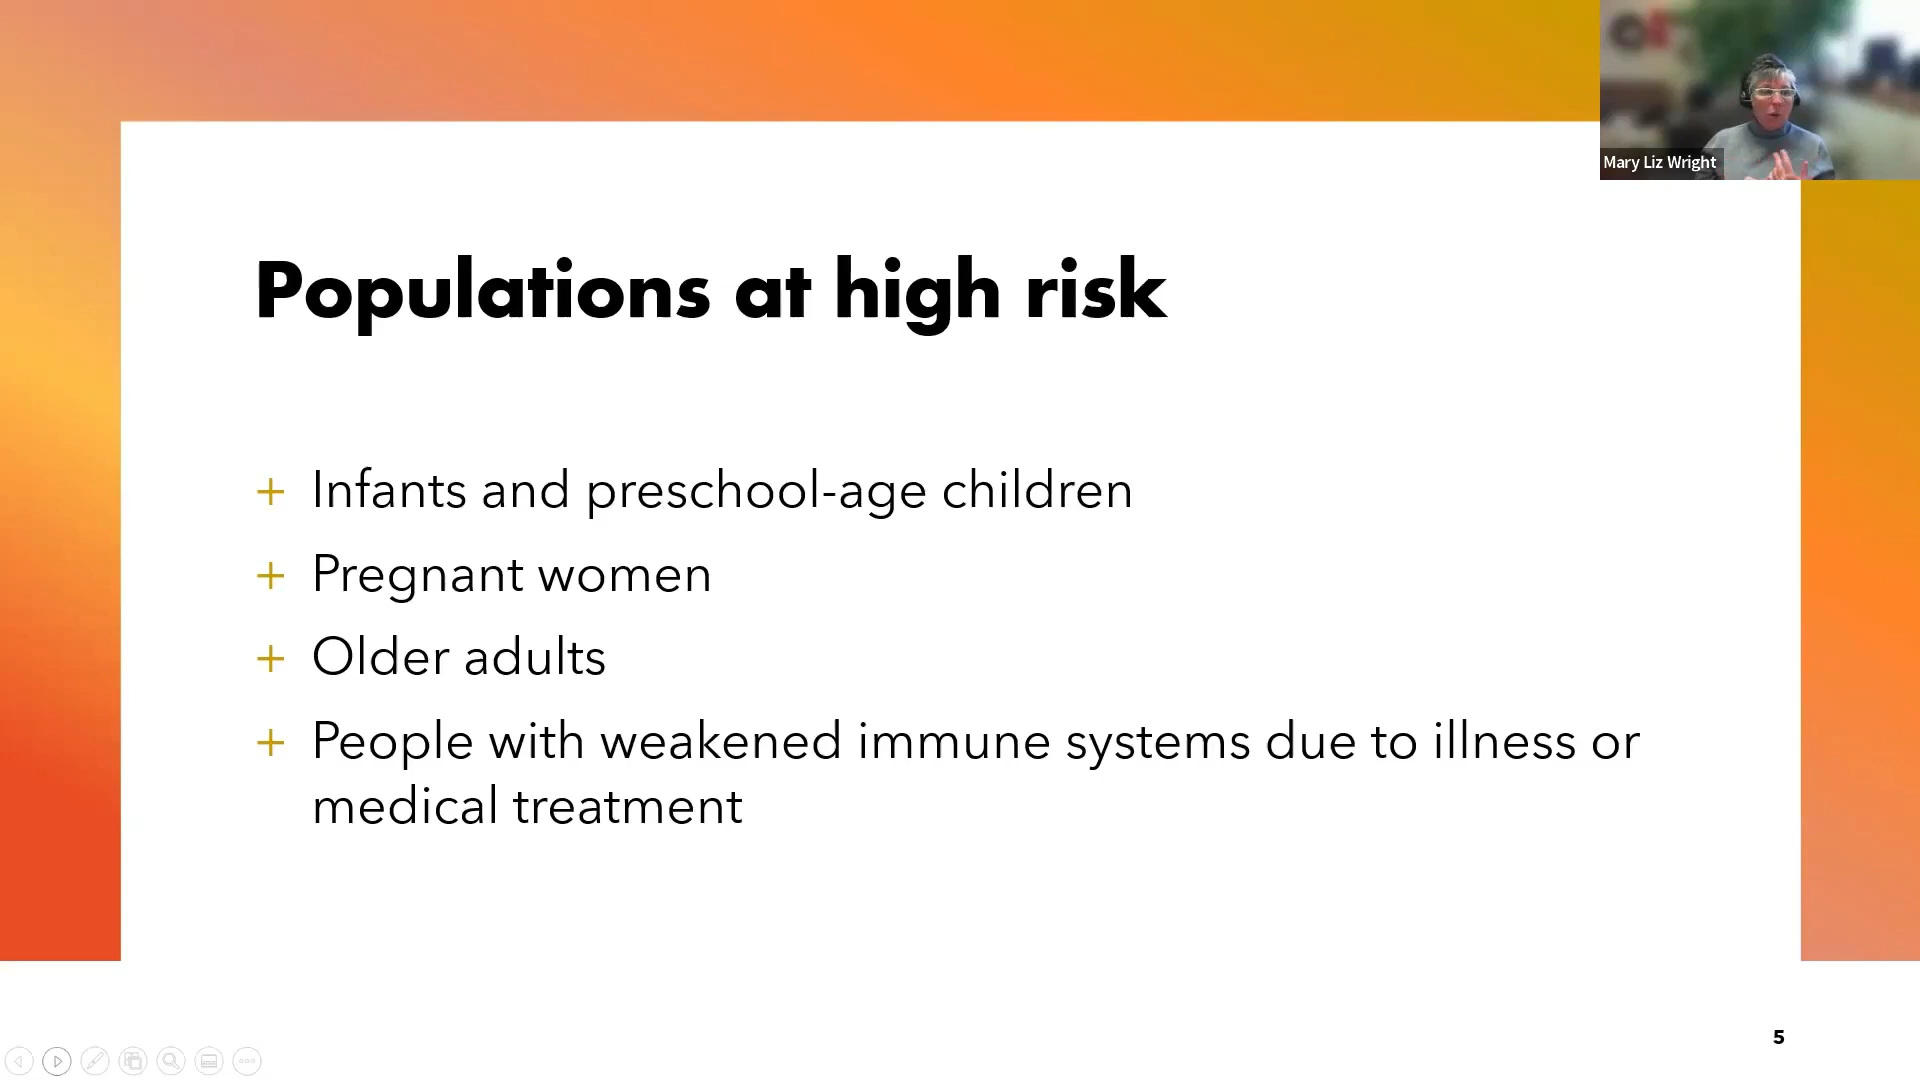 Mary Liz Wright
Populations at high risk
+ Infants and preschool-age children
+ Pregnant women
+ Older adults
+ People with weakened immune systems due to illness or
medical treatment
5